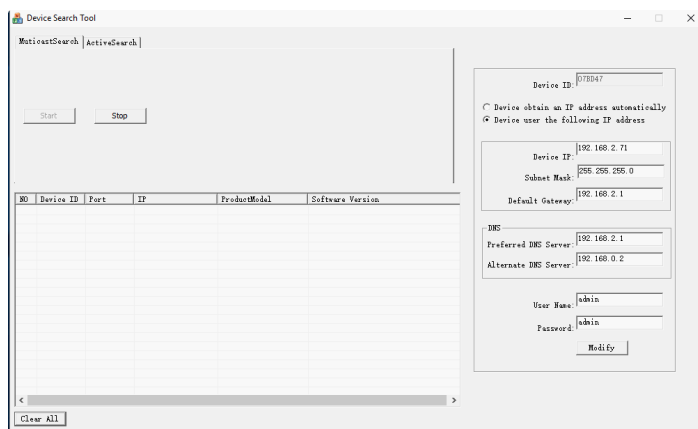 Device Search Tool
MuticastSearch ActiveSearch
Start Stop
NO Device ID Port IP ProductModel Software Version
Clear All
Device ID: 07BD47
Device obtain an IP address automatically
Device user the following IP address
Device IP: 192.168.2.71
Subnet Mask: 255.255.255.0
Default Gateway: 192.168.2.1
DNS
Preferred DNS Server: 192.168.2.1
Alternate DNS Server: 192.168.0.2
User Name: admin
Password: admin
Modify